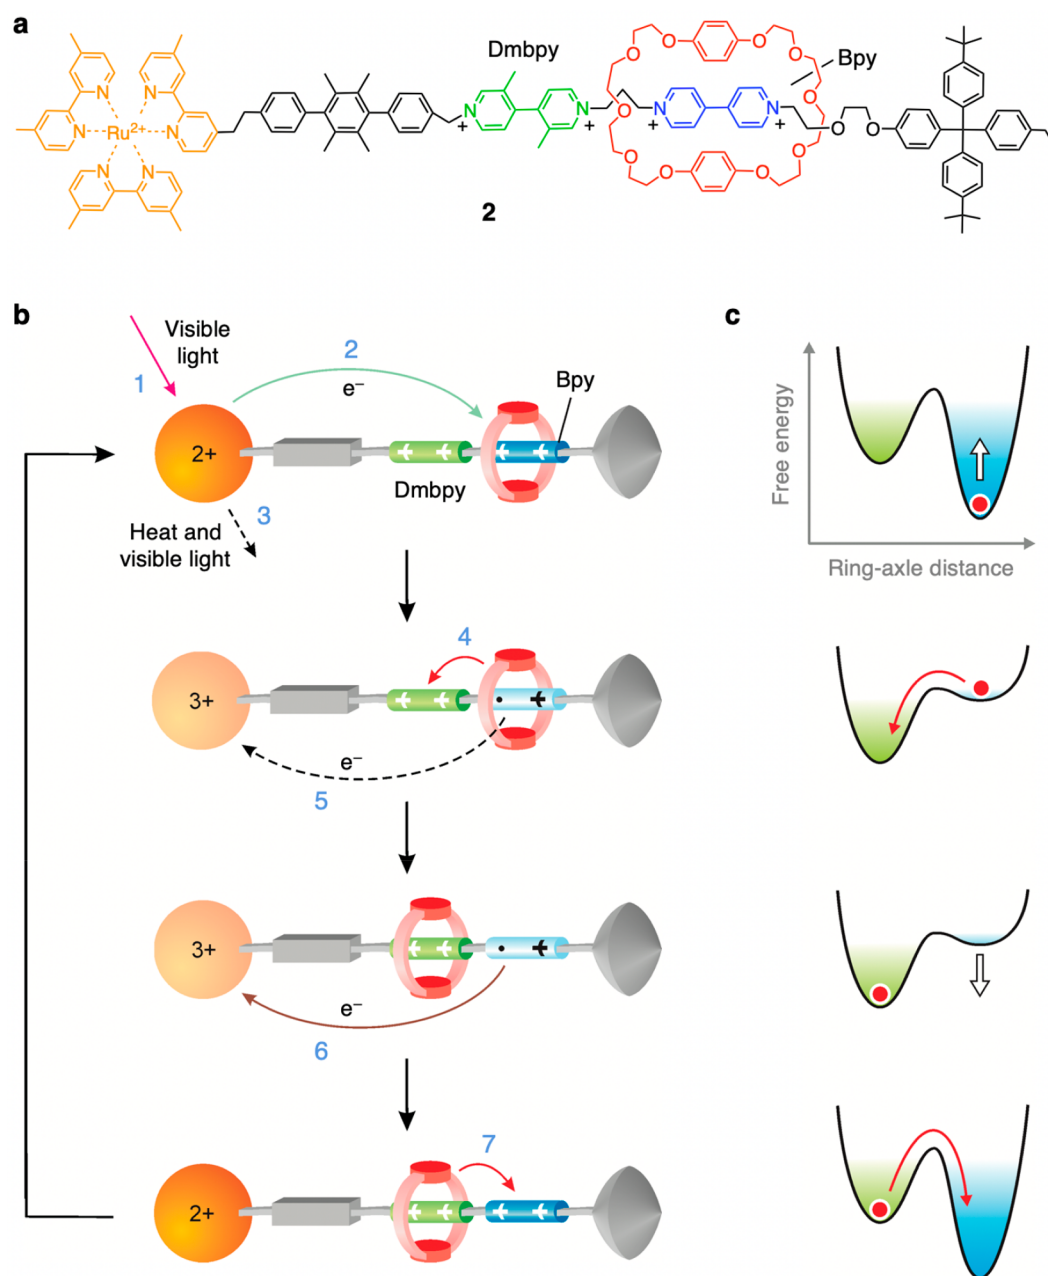 a
Dmbpy
Bpy
N
N
N
N
N
N
Ru2+
N
+
N
+
N
+
N
+
O
O
O
O
O
O
O
O
O
O
O
O
2
b
c
Visible
light
1
2
e–
Bpy
2+
Dmbpy
3
Heat and
visible light
Free energy
Ring-axle distance
4
3+
e–
5
3+
e–
6
7
2+